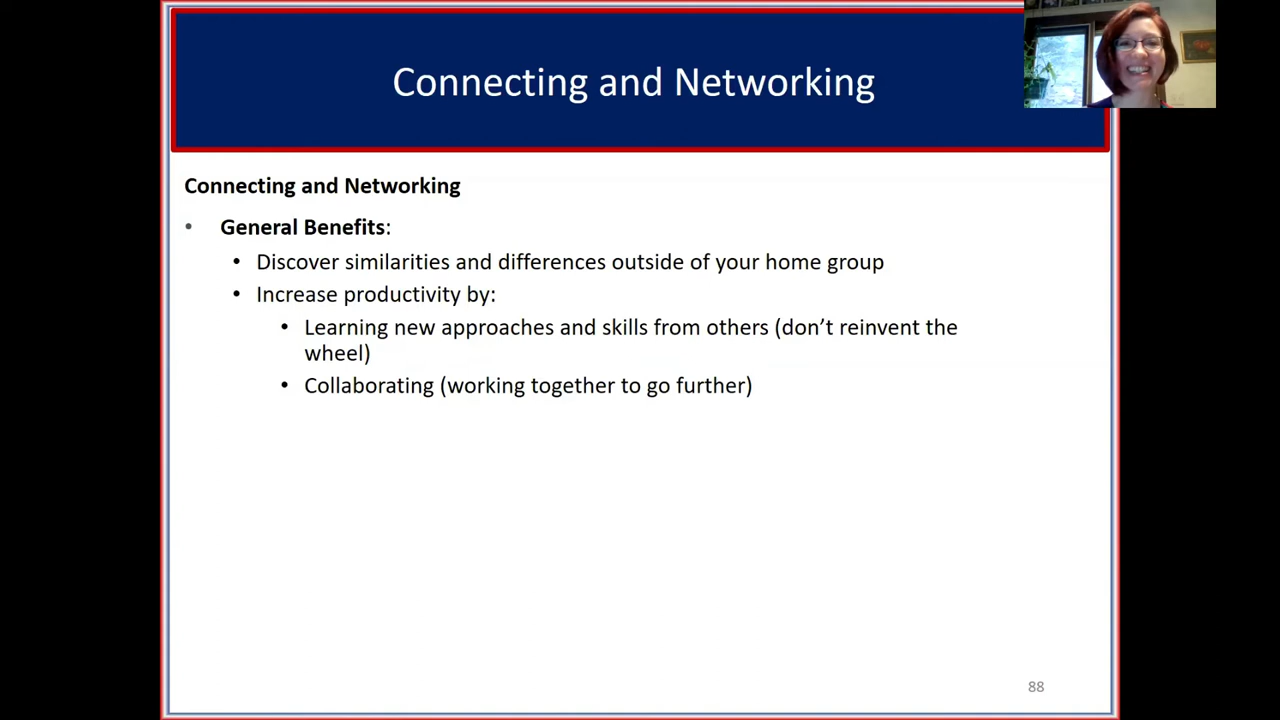 Connecting and Networking
Connecting and Networking
• General Benefits:
• Discover similarities and differences outside of your home group
• Increase productivity by:
• Learning new approaches and skills from others (don’t reinvent the
wheel)
• Collaborating (working together to go further)
88